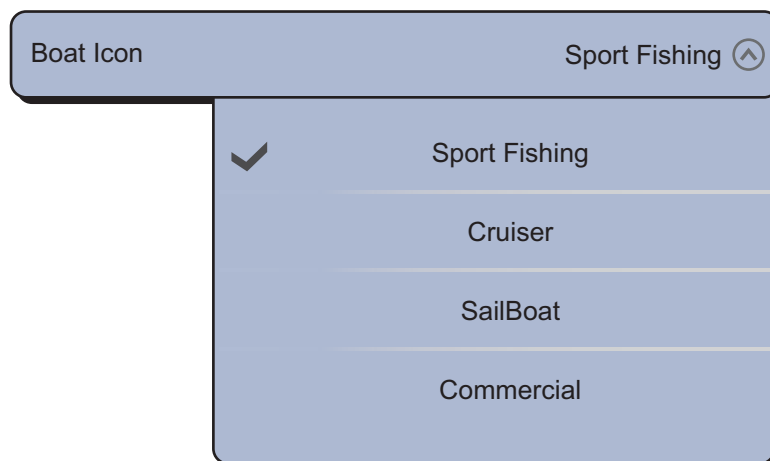 Boat Icon Sport Fishing
Sport Fishing
Cruiser
SailBoat
Commercial